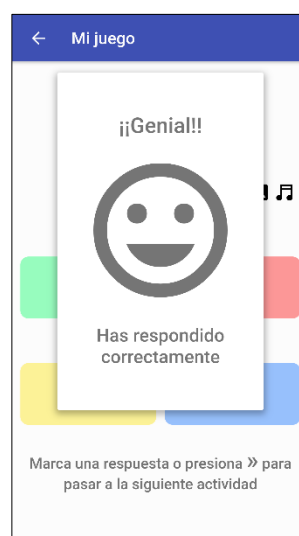 Mi juego
¡¡Genial!!
Has respondido
correctamente
Marca una respuesta o presiona » para
pasar a la siguiente actividad